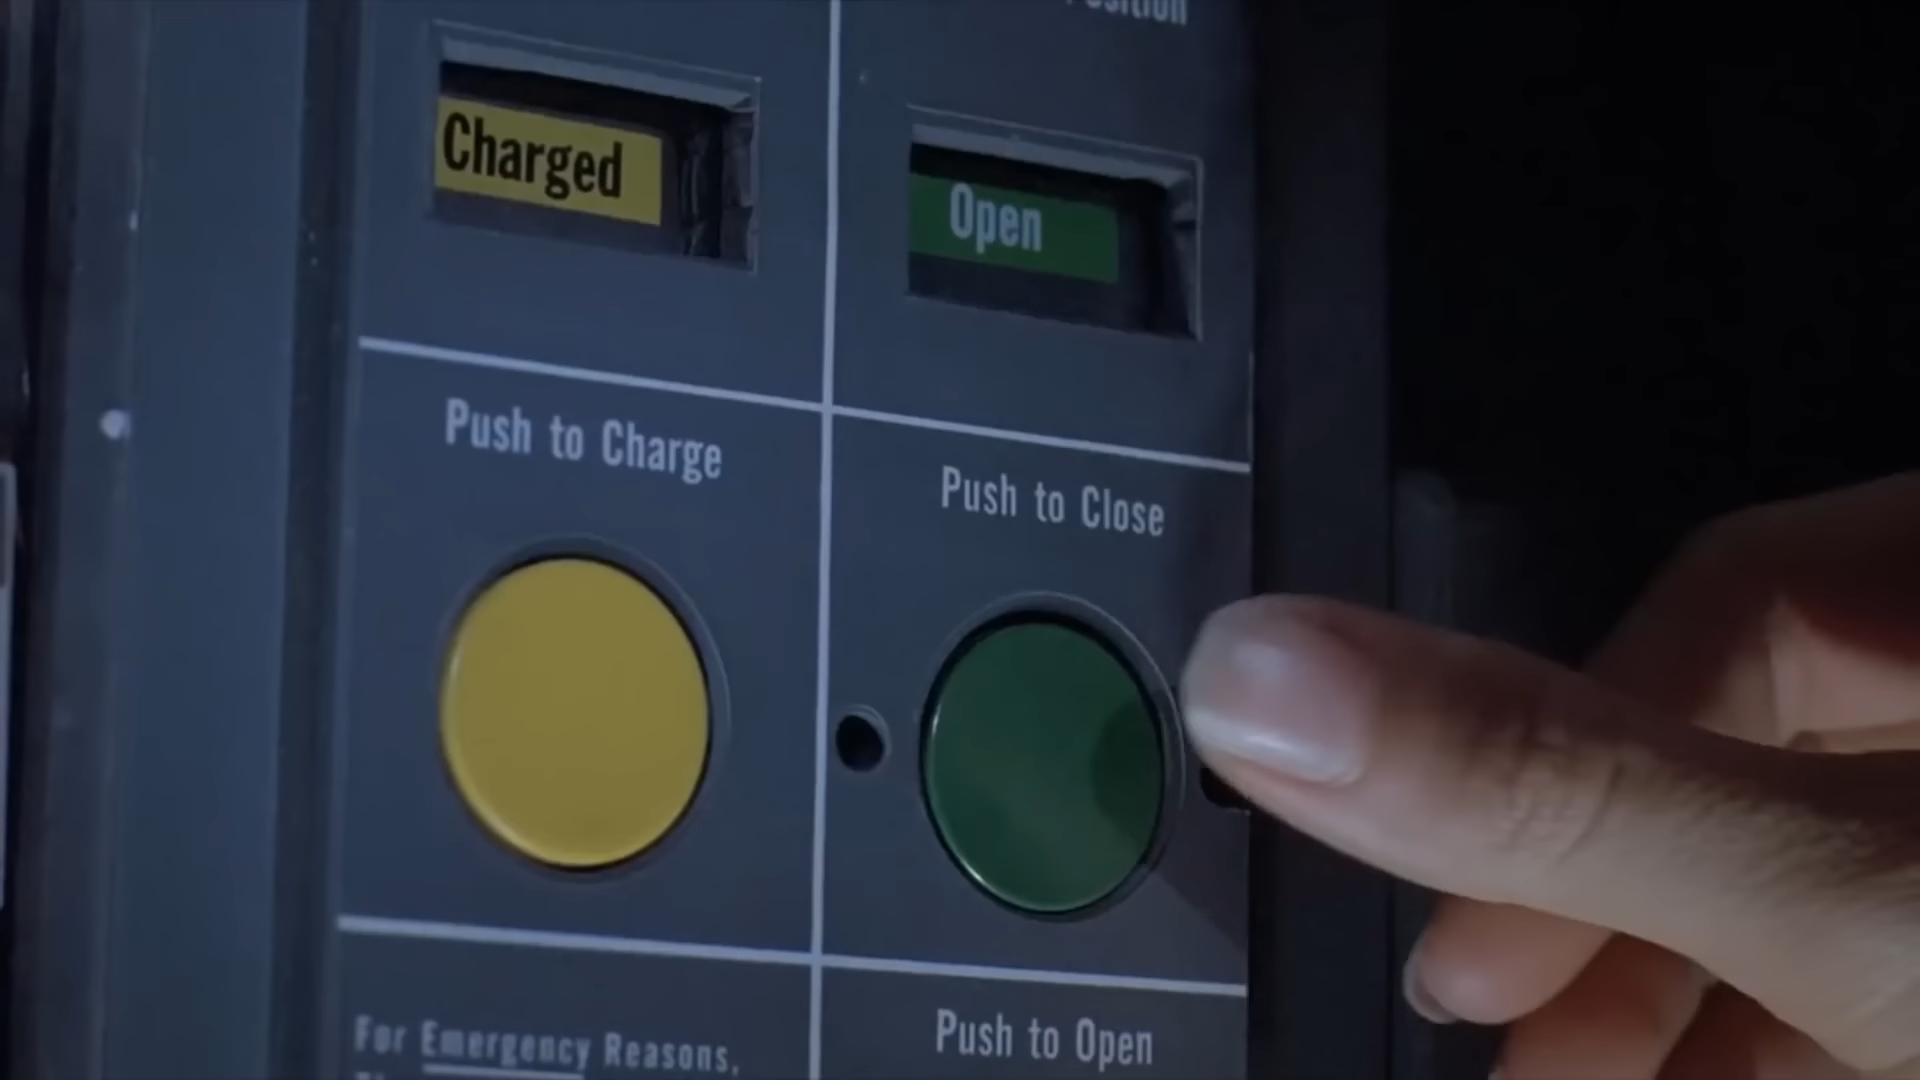 Charged
Open
Push to Charge
Push to Close
For Emergency Reasons,
Push to Open